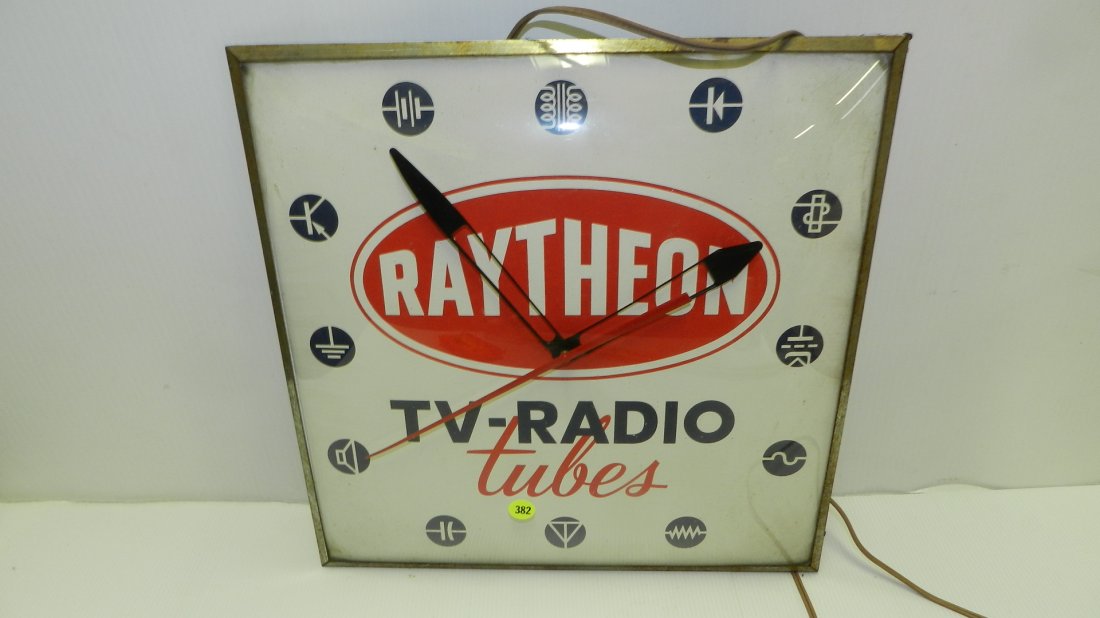 RAYTHEON
TV-RADIO
tubes
382